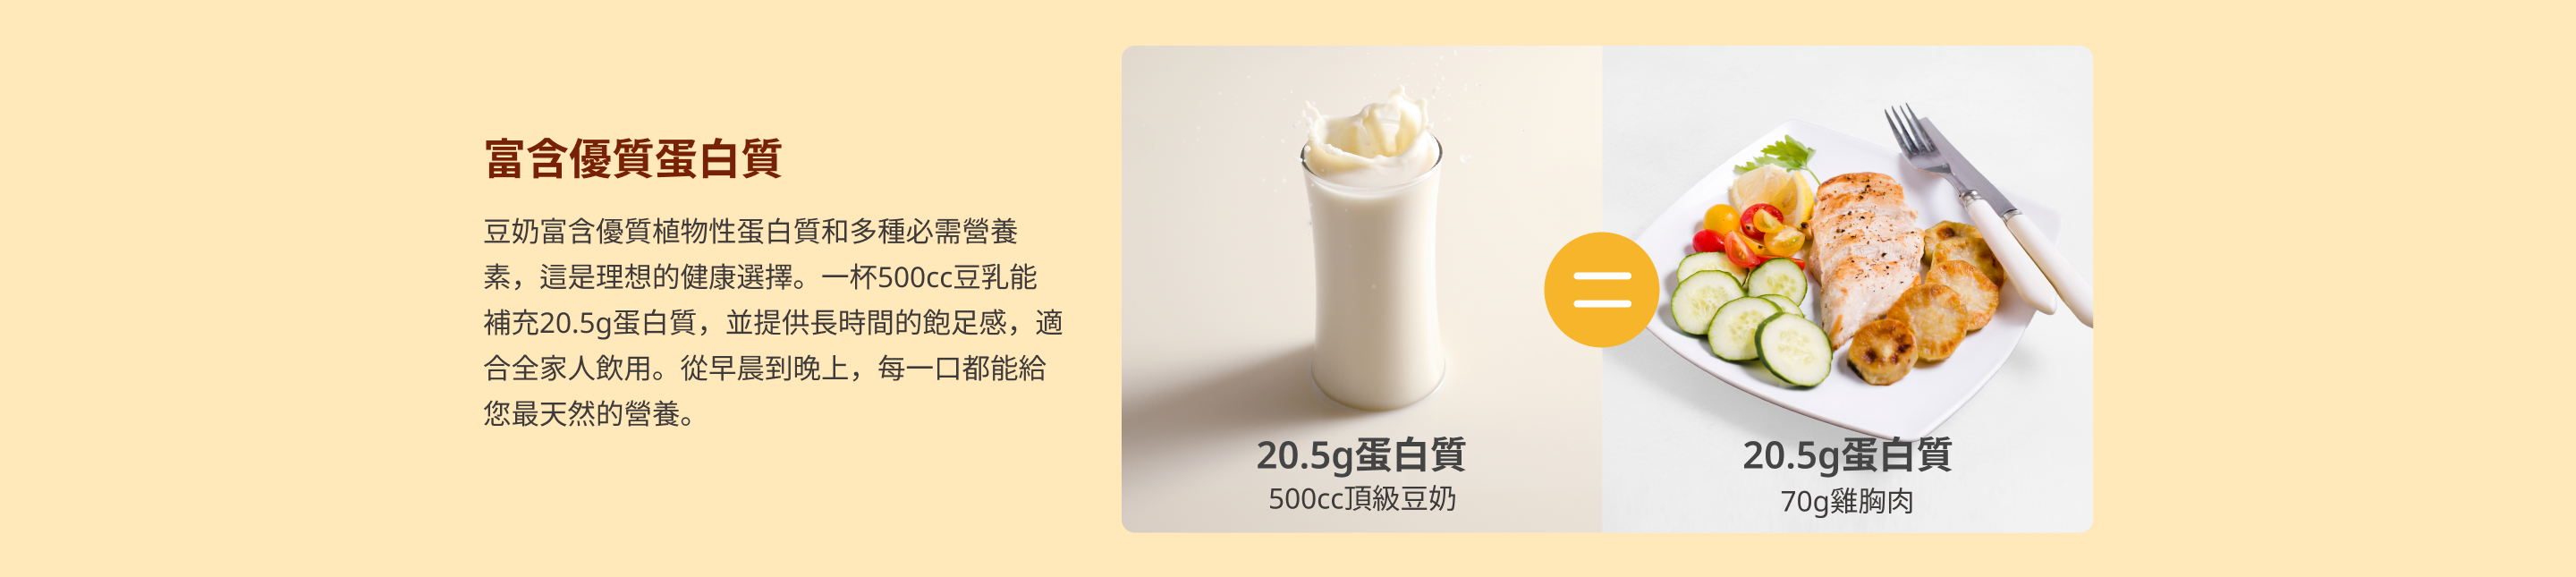 富含優質蛋白質
豆奶富含優質植物性蛋白質和多種必需營養
素，這是理想的健康選擇。一杯500cc豆乳能
補充20.5g蛋白質，並提供長時間的飽足感，適
合全家人飲用。從早晨到晚上，每一口都能給
您最天然的營養。
20.5g蛋白質
500cc頂級豆奶
20.5g蛋白質
70g雞胸肉